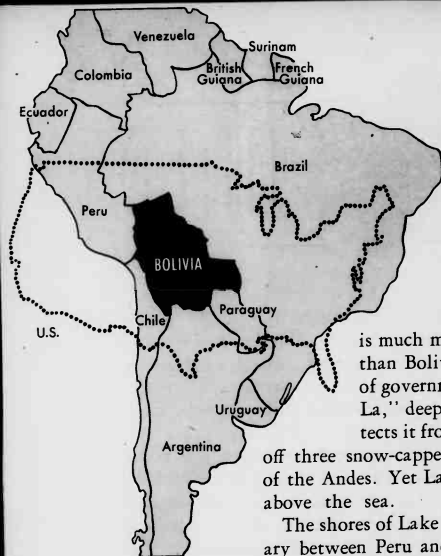 Venezuela
Surinam
Colombia
British
Guiana
French
Guiana
Ecuador
Brazil
Peru
BOLIVIA
U.S.
Chile
Paraguay
Uruguay
Argentina
is much m
than Boliv
of governm
La," deep
tects it fro
off three snow-cappe
of the Andes. Yet La
above the sea.
The shores of Lake
ary between Peru an